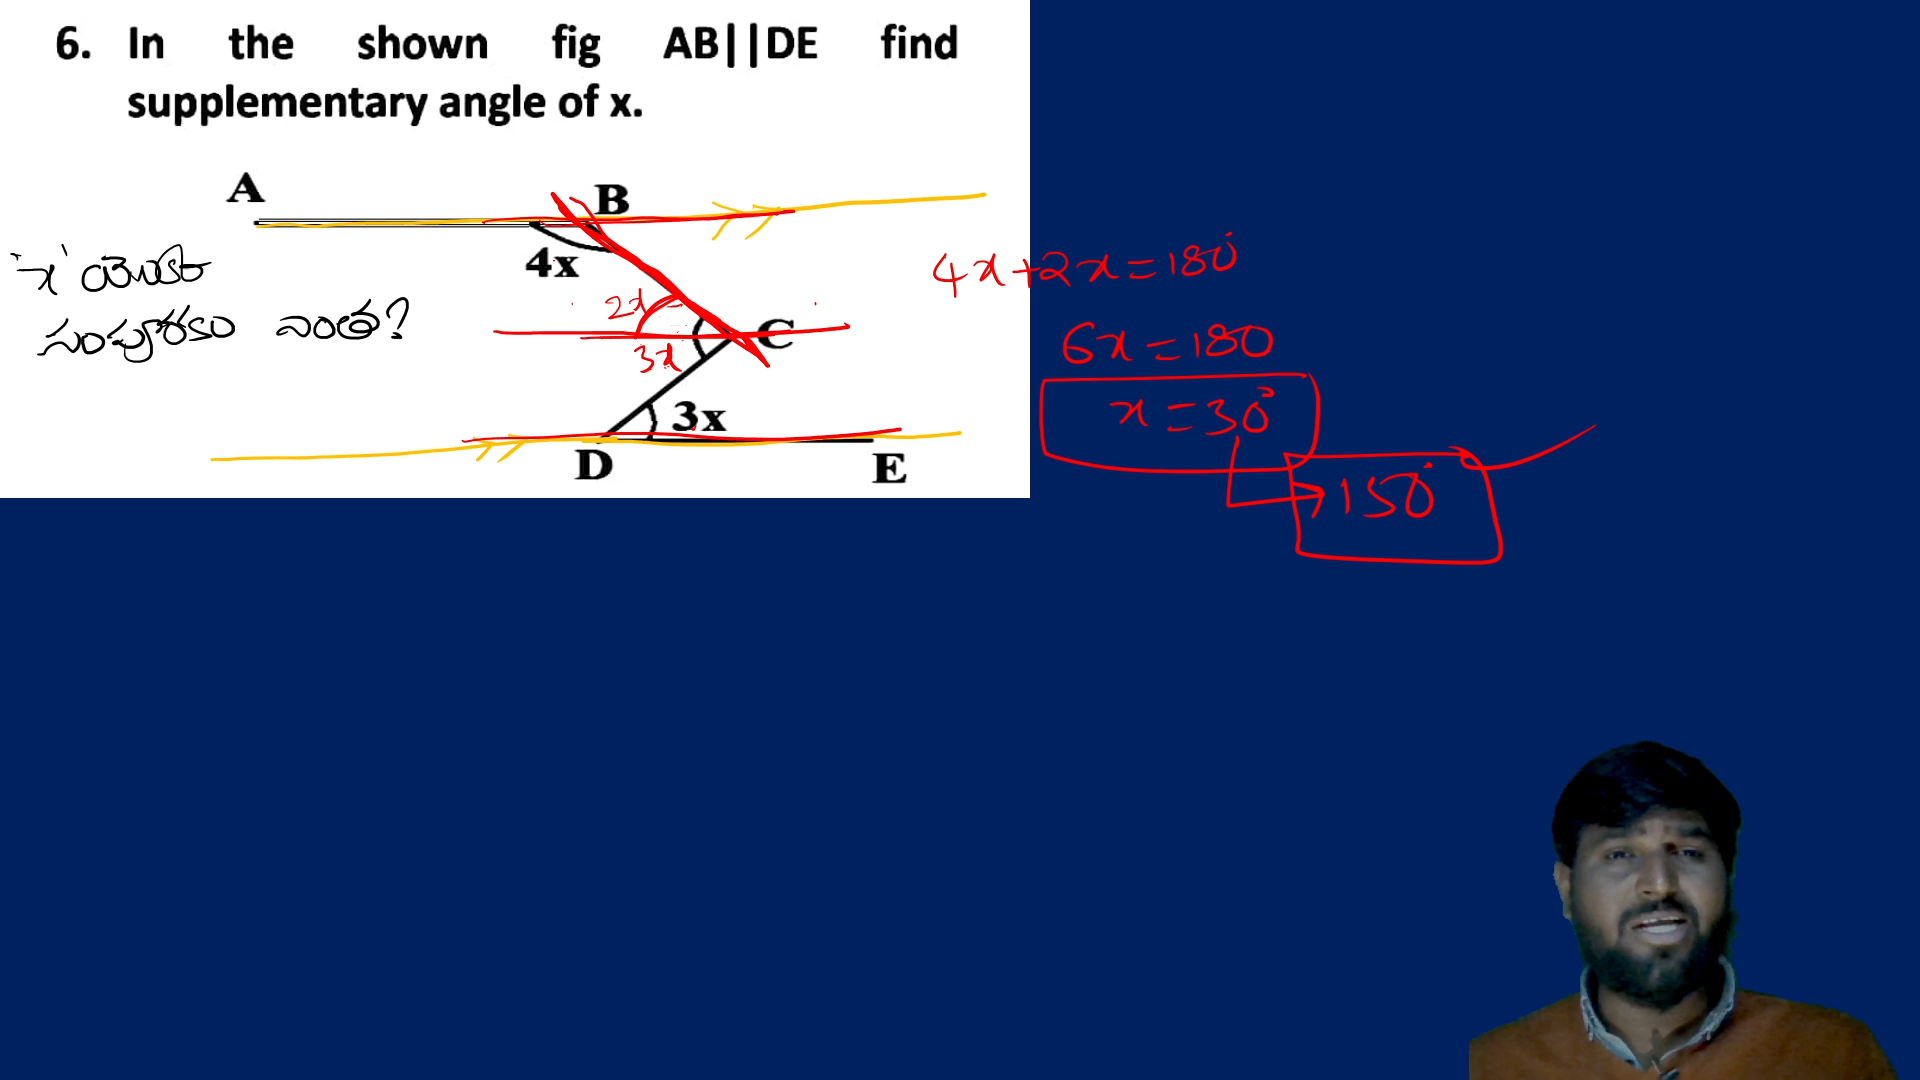 6. In the shown fig AB||DE find
supplementary angle of x.
A
B
'x' యొక్క
సంపూరకం ఎంత?
4x
2x
C
3x
3x
D
E
4x+2x=180°
6x=180
x=30°
150°